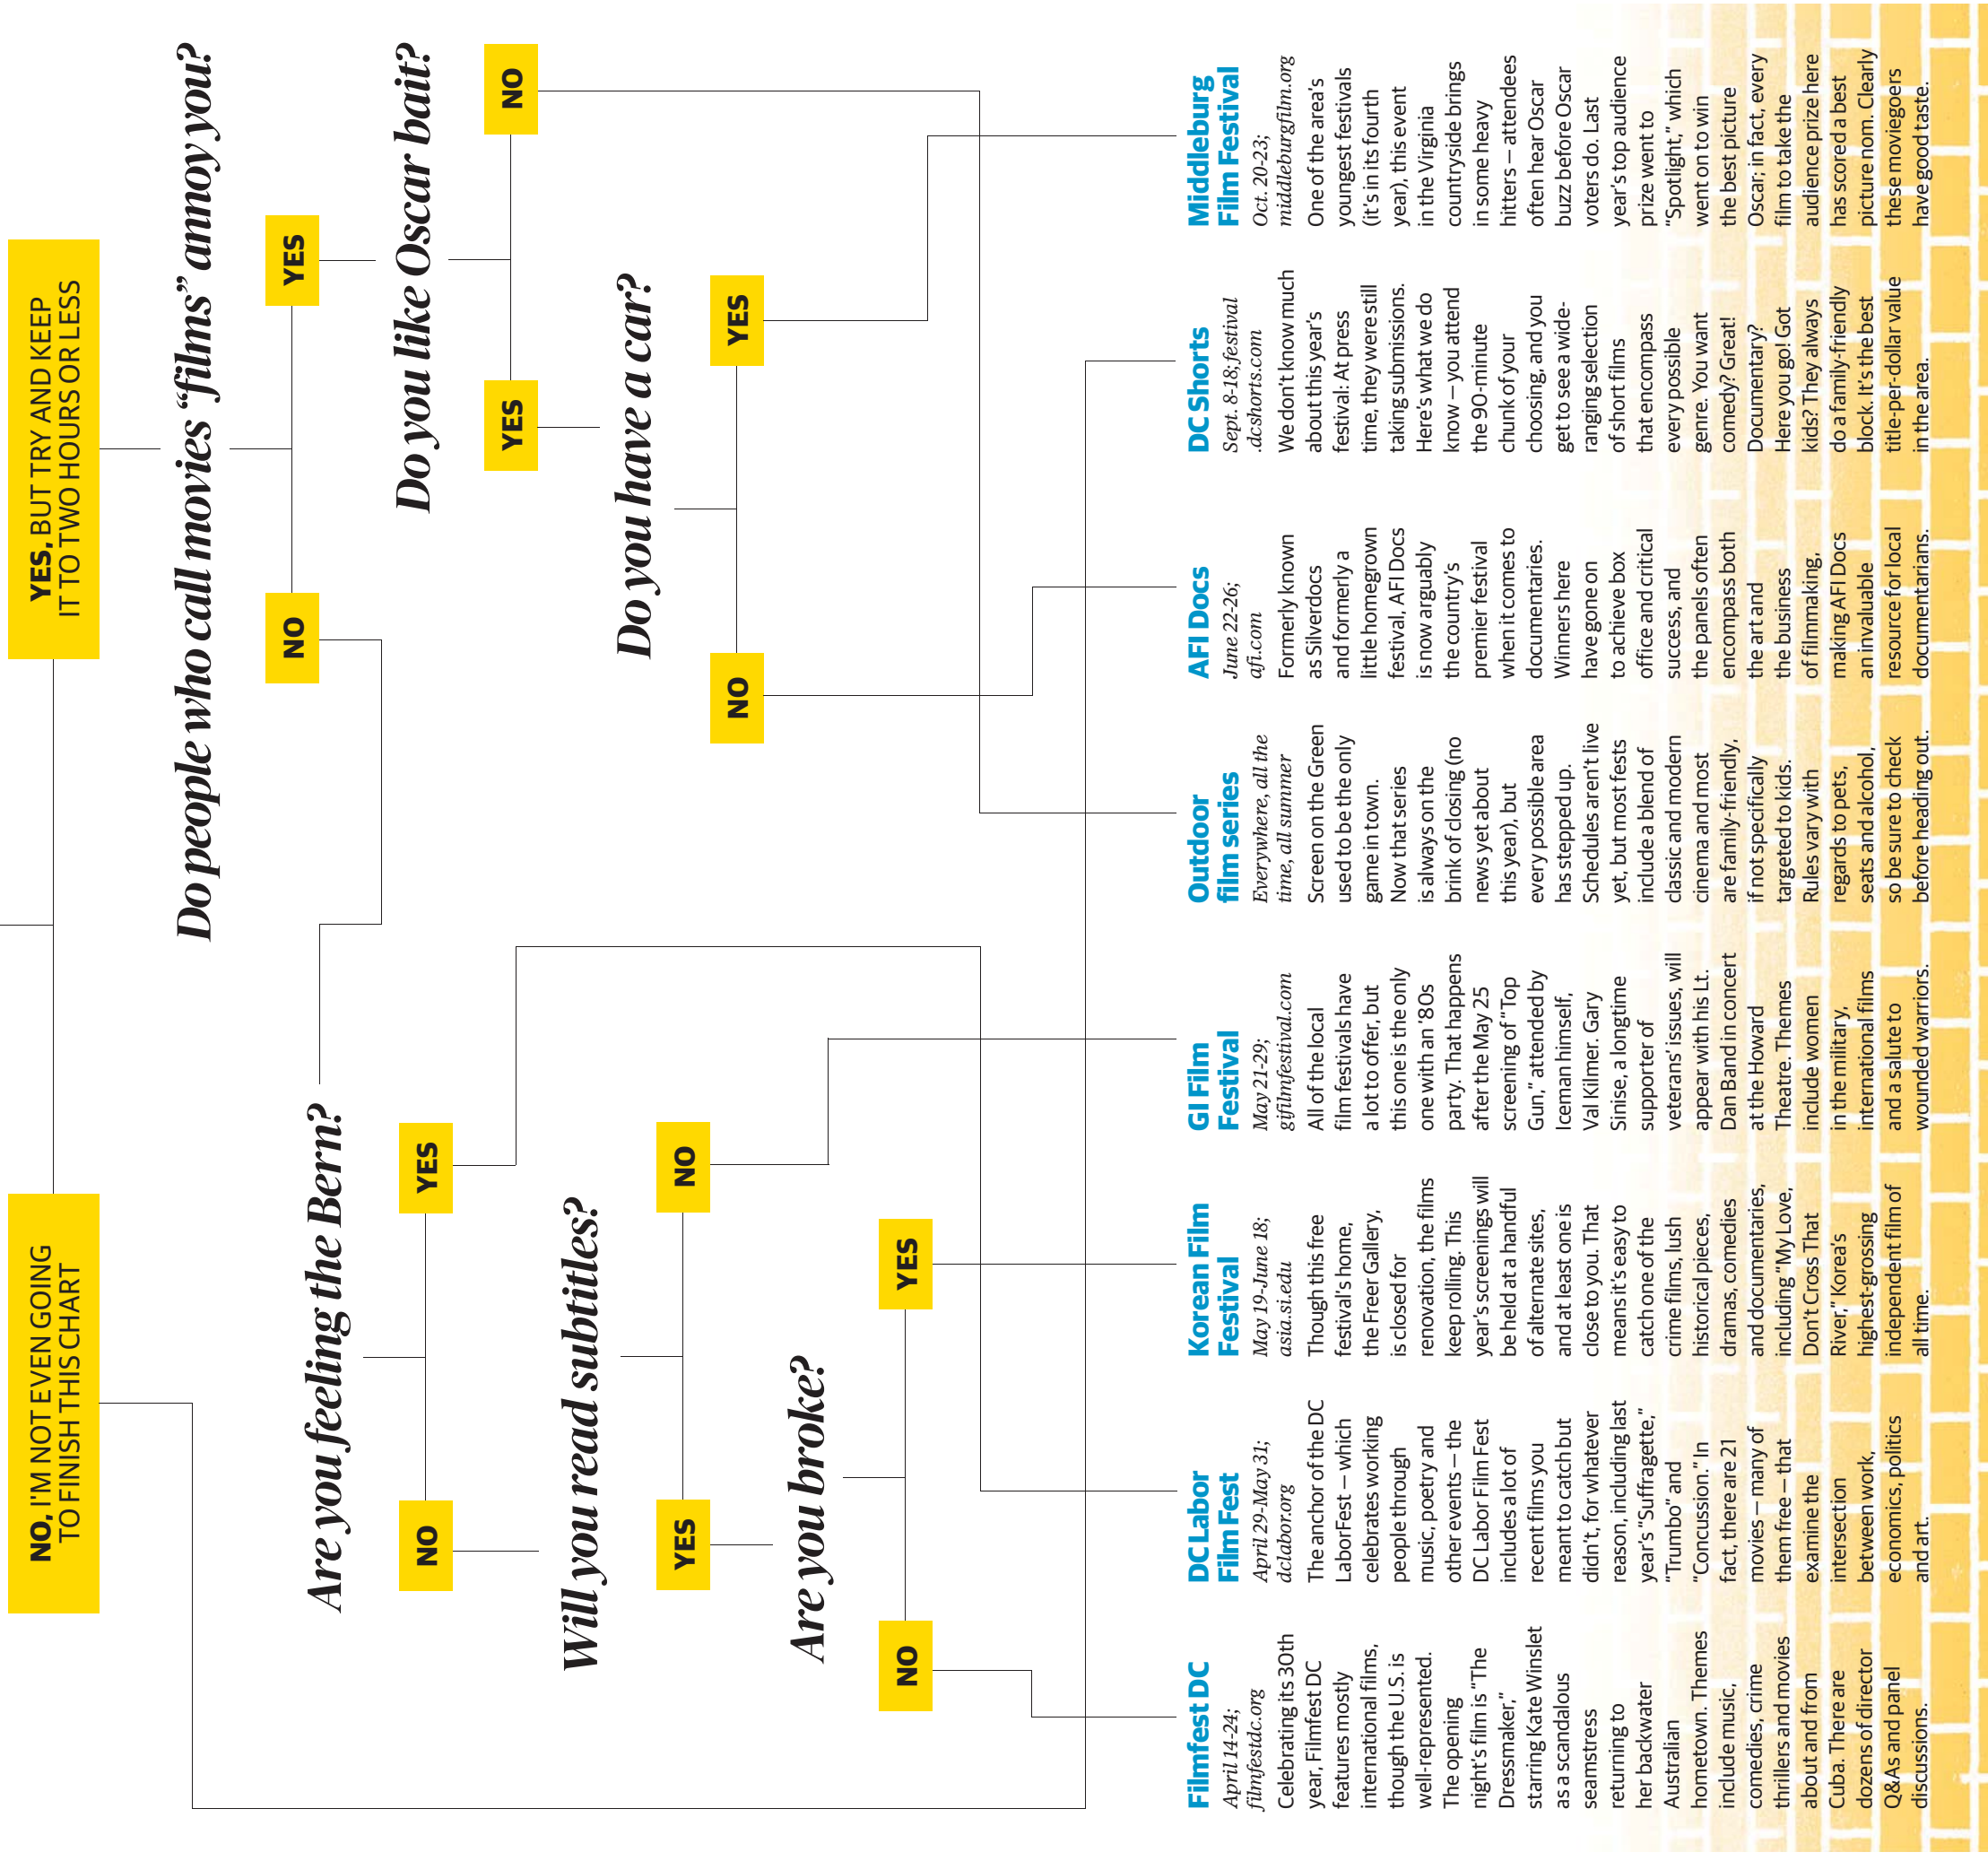 NO, I'M NOT EVEN GOING
TO FINISH THIS CHART
YES, BUT TRY AND KEEP
IT TO TWO HOURS OR LESS
Do people who call movies “films” annoy you?
NO
YES
Are you feeling the Bern?
NO
YES
Do you like Oscar bait?
YES
NO
Will you read subtitles?
YES
NO
Do you have a car?
NO
YES
Are you broke?
NO
YES
Filmfest DC
April 14-24;
filmfestdc.org
Celebrating its 30th
year, Filmfest DC
features mostly
international films,
though the U.S. is
well-represented.
The opening
night's film is “The
Dressmaker,”
starring Kate Winslet
as a scandalous
seamstress
returning to
her backwater
Australian
hometown. Themes
include music,
comedies, crime
thrillers and movies
about and from
Cuba. There are
dozens of director
Q&As and panel
discussions.
DC Labor
Film Fest
April 29-May 31;
dclabor.org
The anchor of the DC
LaborFest — which
celebrates working
people through
music, poetry and
other events — the
DC Labor Film Fest
includes a lot of
recent films you
meant to catch but
didn't, for whatever
reason, including last
year's “Suffragette,”
“Trumbo” and
“Concussion.” In
fact, there are 21
movies — many of
them free — that
examine the
intersection
between work,
economics, politics
and art.
Korean Film
Festival
May 19-June 18;
asia.si.edu
Though this free
festival's home,
the Freer Gallery,
is closed for
renovation, the films
keep rolling. This
year's screenings will
be held at a handful
of alternate sites,
and at least one is
close to you. That
means it's easy to
catch one of the
crime films, lush
historical pieces,
dramas, comedies
and documentaries,
including “My Love,
Don't Cross That
River,” Korea's
highest-grossing
independent film of
all time.
GI Film
Festival
May 21-29;
gifilmfestival.com
All of the local
film festivals have
a lot to offer, but
this one is the only
one with an '80s
party. That happens
after the May 25
screening of “Top
Gun,” attended by
Iceman himself,
Val Kilmer. Gary
Sinise, a longtime
supporter of
veterans' issues, will
appear with his Lt.
Dan Band in concert
at the Howard
Theatre. Themes
include women
in the military,
international films
and a salute to
wounded warriors.
Outdoor
film series
Everywhere, all the
time, all summer
Screen on the Green
used to be the only
game in town.
Now that series
is always on the
brink of closing (no
news yet about
this year), but
every possible area
has stepped up.
Schedules aren't live
yet, but most fests
include a blend of
classic and modern
cinema and most
are family-friendly,
if not specifically
targeted to kids.
Rules vary with
regards to pets,
seats and alcohol,
so be sure to check
before heading out.
AFI Docs
June 22-26;
afi.com
Formerly known
as Silverdocs
and formerly a
little homegrown
festival, AFI Docs
is now arguably
the country's
premier festival
when it comes to
documentaries.
Winners here
have gone on
to achieve box
office and critical
success, and
the panels often
encompass both
the art and
the business
of filmmaking,
making AFI Docs
an invaluable
resource for local
documentarians.
DC Shorts
Sept. 8-18; festival
.dcshorts.com
We don't know much
about this year's
festival: At press
time, they were still
taking submissions.
Here's what we do
know — you attend
the 90-minute
chunk of your
choosing, and you
get to see a wide-
ranging selection
of short films
that encompass
every possible
genre. You want
comedy? Great!
Documentary?
Here you go! Got
kids? They always
do a family-friendly
block. It's the best
title-per-dollar value
in the area.
Middleburg
Film Festival
Oct. 20-23;
middleburgfilm.org
One of the area's
youngest festivals
(it's in its fourth
year), this event
in the Virginia
countryside brings
in some heavy
hitters — attendees
often hear Oscar
buzz before Oscar
voters do. Last
year's top audience
prize went to
“Spotlight,” which
went on to win
the best picture
Oscar; in fact, every
film to take the
audience prize here
has scored a best
picture nom. Clearly
these moviegoers
have good taste.